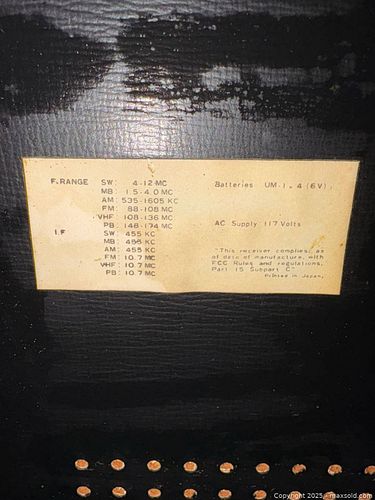 F. RANGE SW: 4-12 MC
MB: 1.5-4.0 MC
AM: 535-1605 KC
FM: 88-108 MC
VHF: 108-136 MC
PB: 148-174 MC
I.F SW: 455 KC
MB: 455 KC
AM: 455 KC
FM: 10.7 MC
VHF: 10.7 MC
PB: 10.7 MC
Batteries UM-1 . 4 (6V).
AC Supply 117 Volts
"This receiver complies, as
of date of manufacture, with
FCC Rules and regulations,
Part 15 Subpart C"
Printed in Japan.
Copyright 2025 - maxsold.com